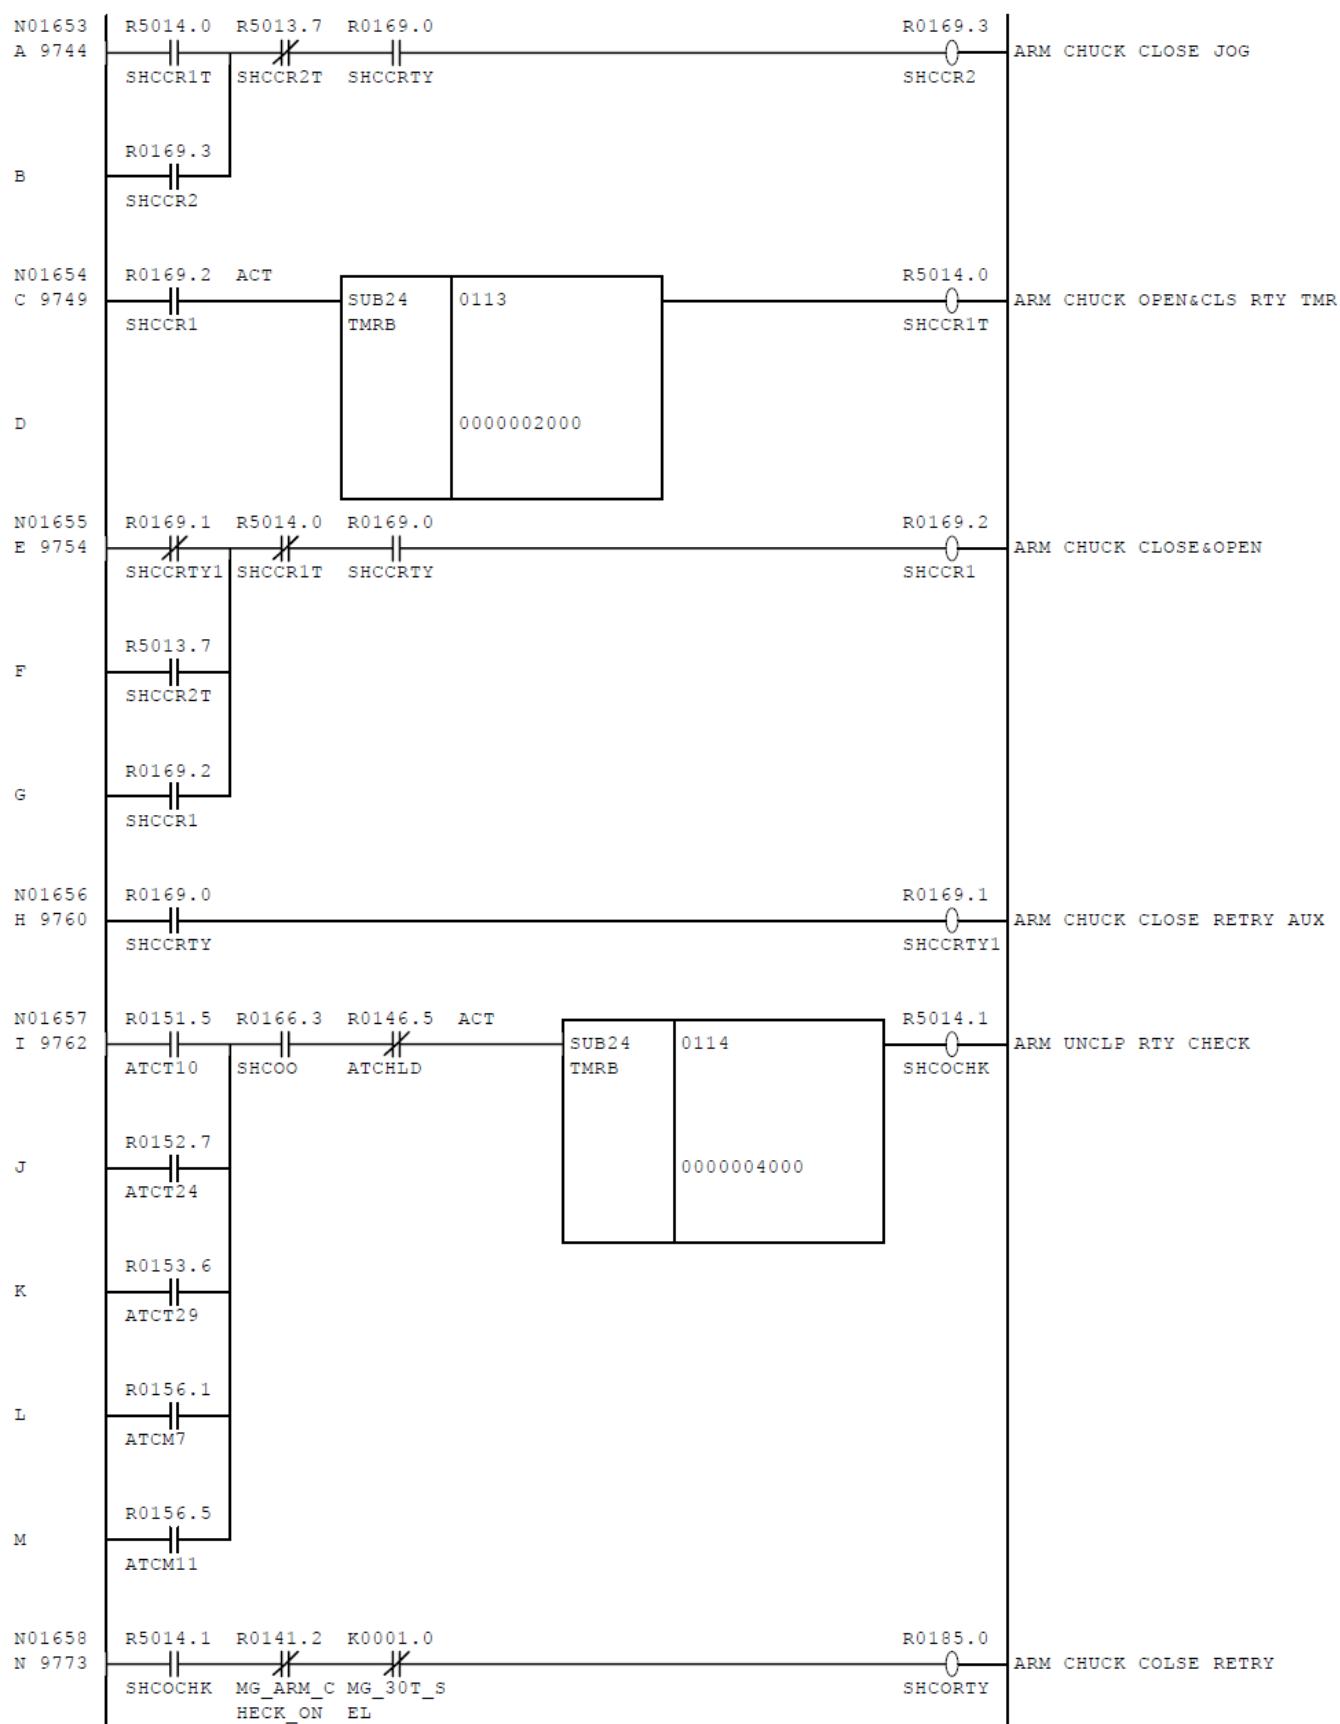 N01653 R5014.0 R5013.7 R0169.0 R0169.3
A 9744 ARM CHUCK CLOSE JOG
SHCCR1T SHCCR2T SHCCRTY SHCCR2
R0169.3
B
SHCCR2
N01654 R0169.2 ACT R5014.0
C 9749 SUB24 0113 ARM CHUCK OPEN&CLS RTY TMR
SHCCR1 TMRB SHCCR1T
D 0000002000
N01655 R0169.1 R5014.0 R0169.0 R0169.2
E 9754 ARM CHUCK CLOSE&OPEN
SHCCRTY1 SHCCR1T SHCCRTY SHCCR1
R5013.7
F
SHCCR2T
R0169.2
G
SHCCR1
N01656 R0169.0 R0169.1
H 9760 ARM CHUCK CLOSE RETRY AUX
SHCCRTY SHCCRTY1
N01657 R0151.5 R0166.3 R0146.5 ACT R5014.1
I 9762 SUB24 0114 ARM UNCLP RTY CHECK
ATCT10 SHCOO ATCHLD TMRB SHCOCHK
R0152.7
J 0000004000
ATCT24
R0153.6
K
ATCT29
R0156.1
L
ATCM7
R0156.5
M
ATCM11
N01658 R5014.1 R0141.2 K0001.0 R0185.0
N 9773 ARM CHUCK COLSE RETRY
SHCOCHK MG_ARM_C MG_30T_S SHCORTY
HECK_ON EL